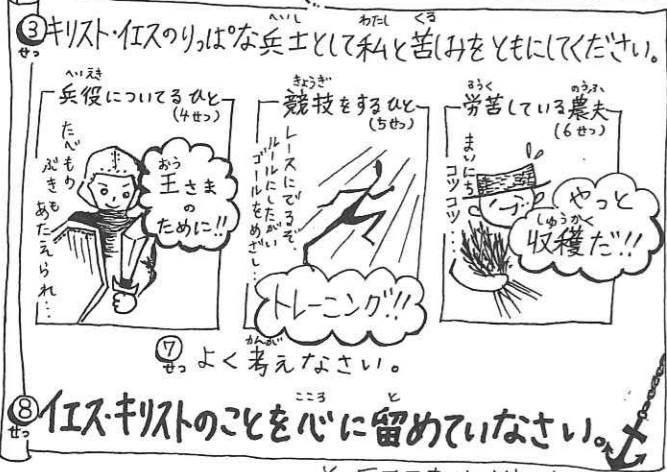 ③せつ キリスト・イエスのりっぱな兵士として私と苦しみをともにしてください。
兵役についてるひと
(4せつ)
たべもの
ぶきも
あたえられ…
王さま
の
ために!!
競技をするひと
(5せつ)
レースにでるぞ
ルールにしたがい
ゴールをめざし…
トレーニング!!
労苦している農夫
(6せつ)
まいにち
コツコツ…
やっと
収穫だ!!
⑦せつ よく考えなさい。
⑧せつ イエス・キリストのことを心に留めていなさい。